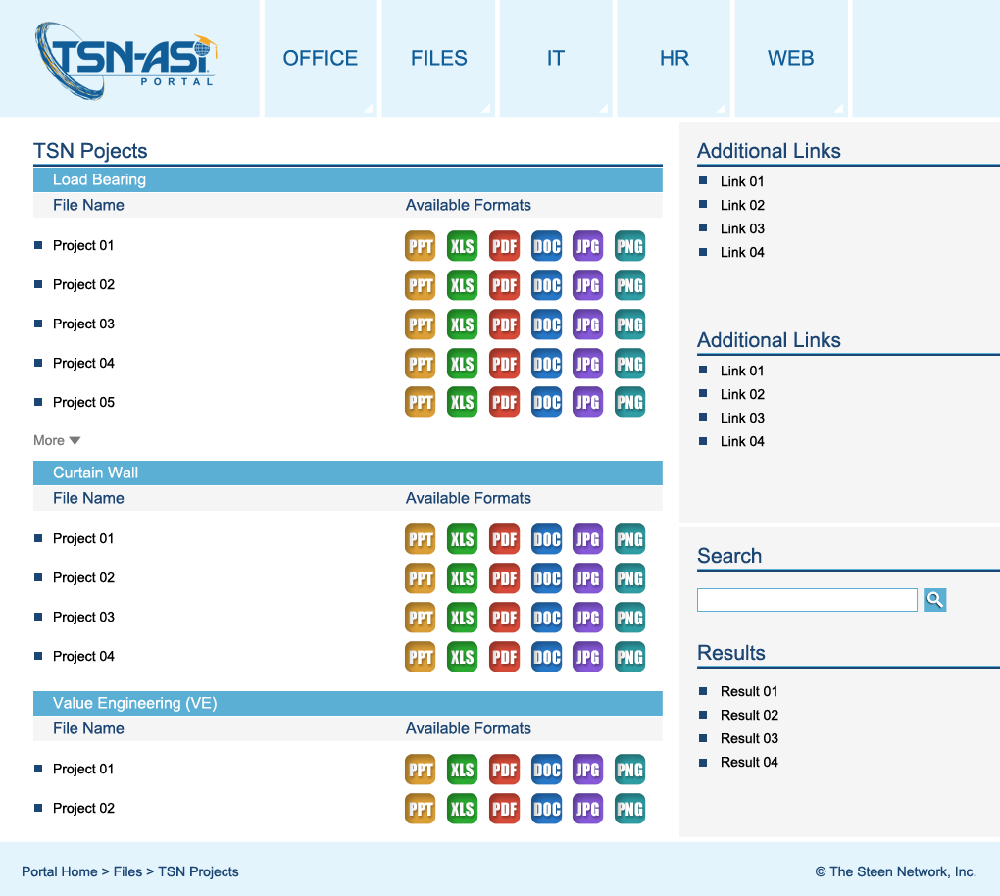 TSN-ASi
PORTAL
OFFICE FILES IT HR WEB
TSN Pojects
Load Bearing
File Name Available Formats
Project 01 PPT XLS PDF DOC JPG PNG
Project 02 PPT XLS PDF DOC JPG PNG
Project 03 PPT XLS PDF DOC JPG PNG
Project 04 PPT XLS PDF DOC JPG PNG
Project 05 PPT XLS PDF DOC JPG PNG
More
Curtain Wall
File Name Available Formats
Project 01 PPT XLS PDF DOC JPG PNG
Project 02 PPT XLS PDF DOC JPG PNG
Project 03 PPT XLS PDF DOC JPG PNG
Project 04 PPT XLS PDF DOC JPG PNG
Value Engineering (VE)
File Name Available Formats
Project 01 PPT XLS PDF DOC JPG PNG
Project 02 PPT XLS PDF DOC JPG PNG
Additional Links
Link 01
Link 02
Link 03
Link 04
Additional Links
Link 01
Link 02
Link 03
Link 04
Search
Results
Result 01
Result 02
Result 03
Result 04
Portal Home > Files > TSN Projects
© The Steen Network, Inc.